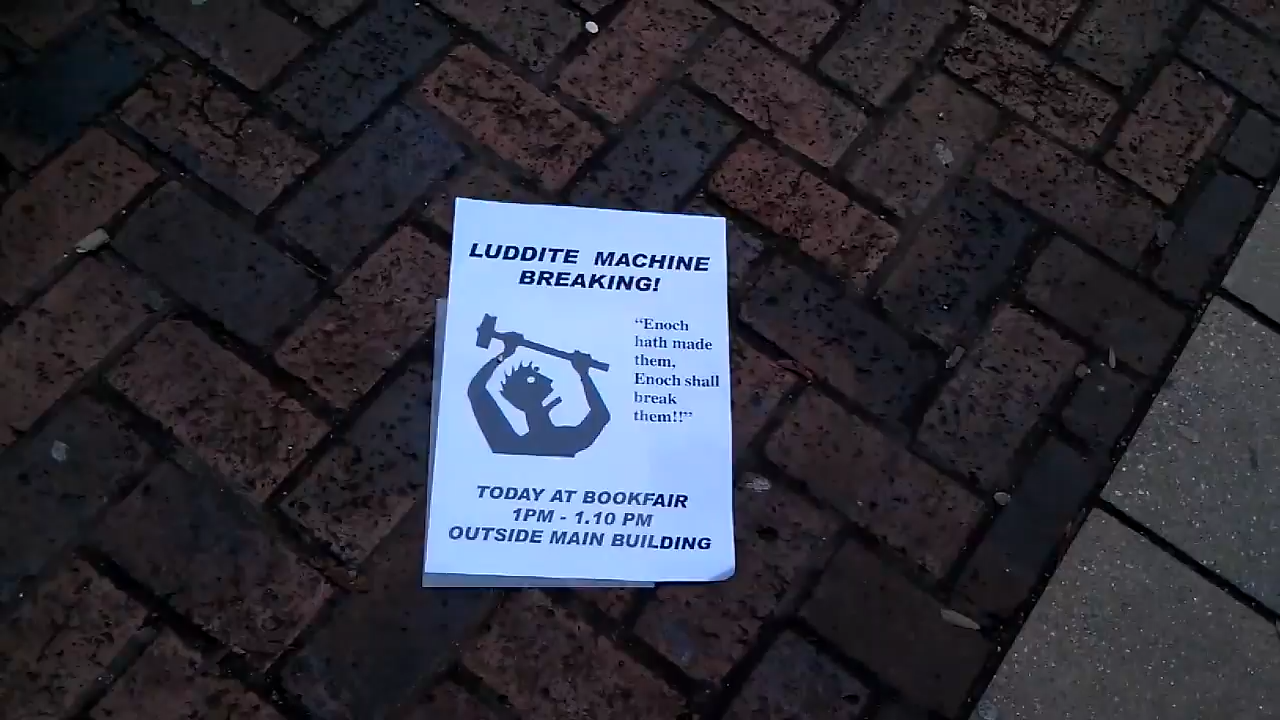 LUDDITE MACHINE
BREAKING!
“Enoch
hath made
them,
Enoch shall
break
them!!”
TODAY AT BOOKFAIR
1PM - 1.10 PM
OUTSIDE MAIN BUILDING